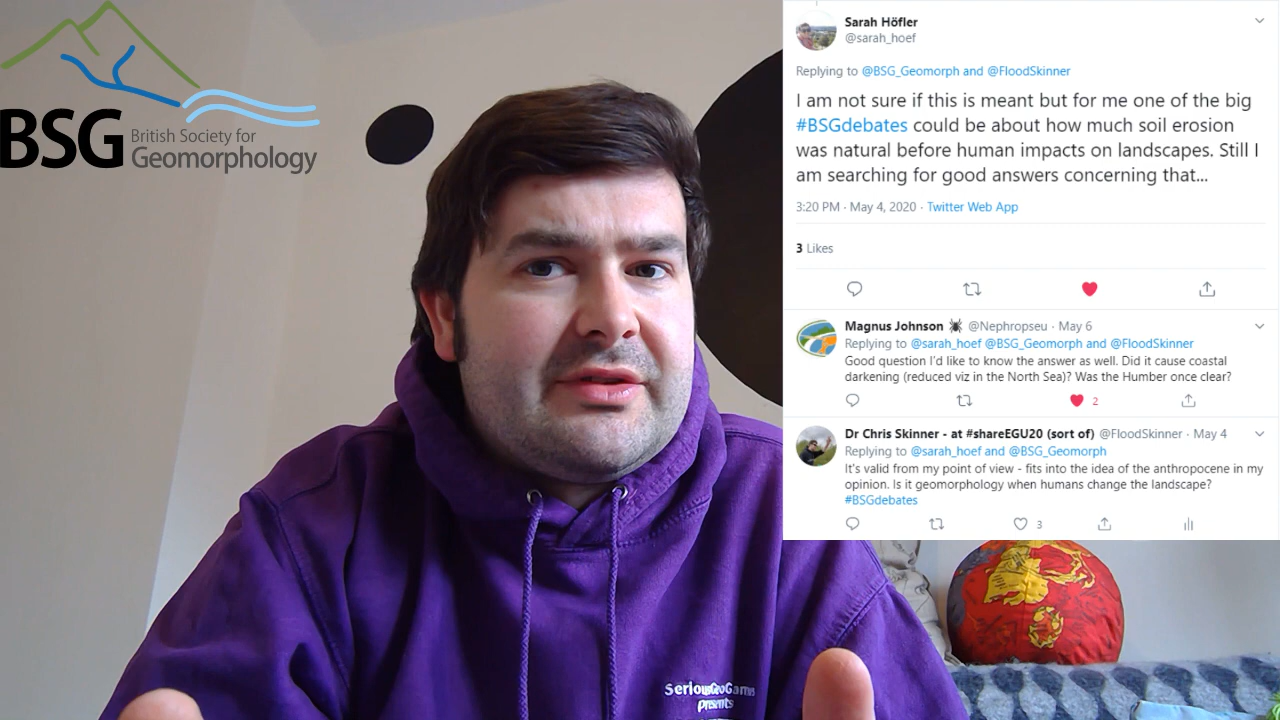 BSG
British Society for
Geomorphology
Sarah Höfler
@sarah_hoef
Replying to @BSG_Geomorph and @FloodSkinner
I am not sure if this is meant but for me one of the big
#BSGdebates could be about how much soil erosion
was natural before human impacts on landscapes. Still I
am searching for good answers concerning that...
3:20 PM · May 4, 2020 · Twitter Web App
3 Likes
Magnus Johnson 🕷 @Nephropseu · May 6
Replying to @sarah_hoef @BSG_Geomorph and @FloodSkinner
Good question I'd like to know the answer as well. Did it cause coastal
darkening (reduced viz in the North Sea)? Was the Humber once clear?
2
Dr Chris Skinner - at #shareEGU20 (sort of) @FloodSkinner · May 4
Replying to @sarah_hoef and @BSG_Geomorph
It's valid from my point of view - fits into the idea of the anthropocene in my
opinion. Is it geomorphology when humans change the landscape?
#BSGdebates
3
SeriousGeoGames
Presents